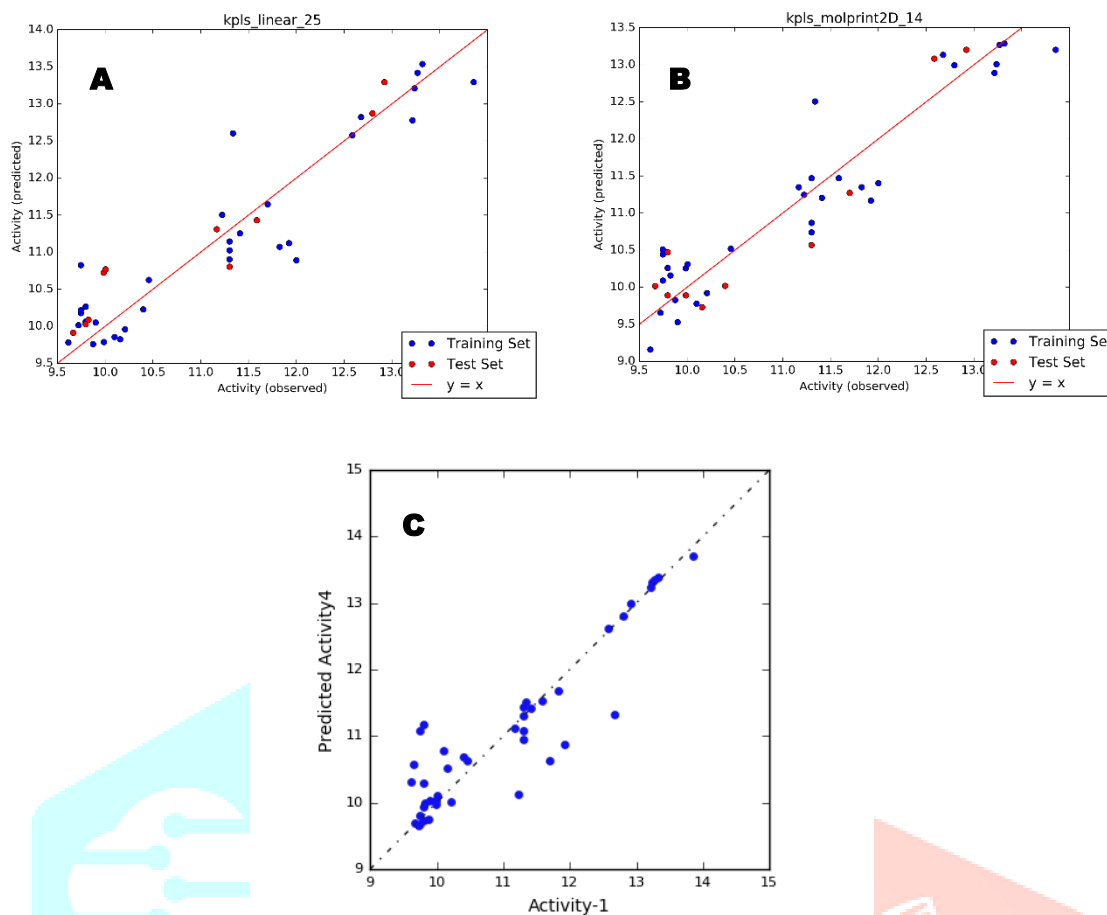 kpls_linear_25
A
Activity (predicted)
14.0
13.5
13.0
12.5
12.0
11.5
11.0
10.5
10.0
9.5
9.5 10.0 10.5 11.0 11.5 12.0 12.5 13.0
Activity (observed)
Training Set
Test Set
y = x
kpls_molprint2D_14
B
Activity (predicted)
13.5
13.0
12.5
12.0
11.5
11.0
10.5
10.0
9.5
9.0
9.5 10.0 10.5 11.0 11.5 12.0 12.5 13.0
Activity (observed)
Training Set
Test Set
y = x
C
Predicted Activity4
15
14
13
12
11
10
9
9 10 11 12 13 14 15
Activity-1